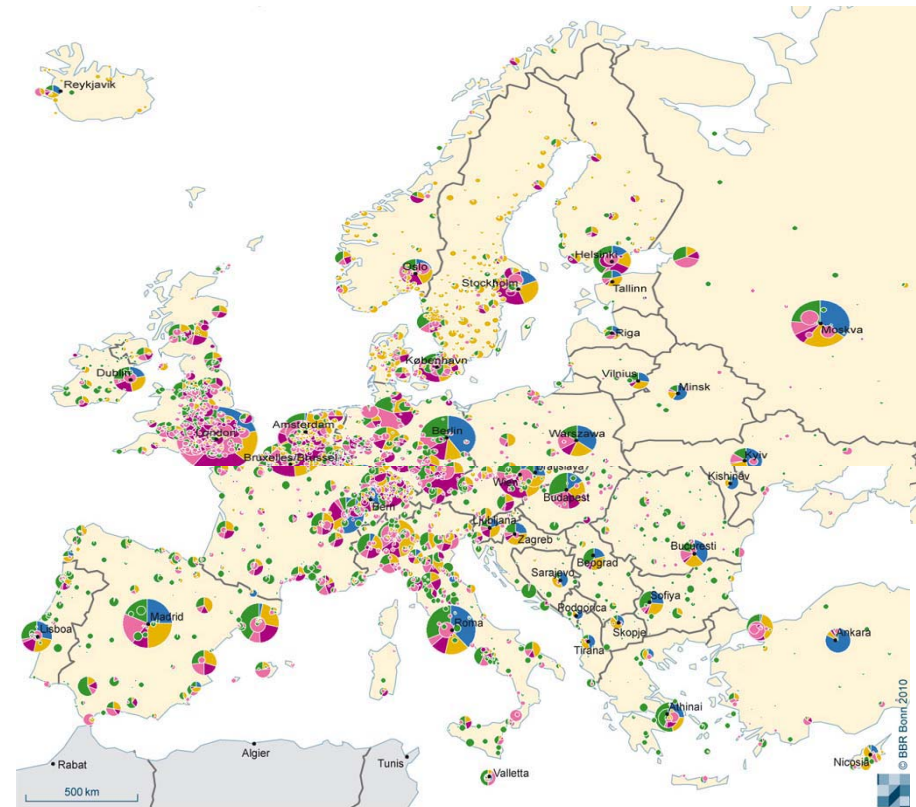 Reykjavik
Helsinki
Oslo
Stockholm
Tallinn
Moskva
Riga
København
Dublin
Vilnius
Minsk
London
Amsterdam
Berlin
Warszawa
Bruxelles/Brussel
Kyiv
Wien
Bratislava
Kishinev
Budapest
Bern
Ljubljana
Zagreb
Bucuresti
Beograd
Sarajevo
Sofiya
Podgorica
Skopje
Madrid
Lisboa
Roma
Tirana
Ankara
Athinai
Nicosia
Valletta
Algier
Tunis
Rabat
500 km
© BBR Bonn 2010